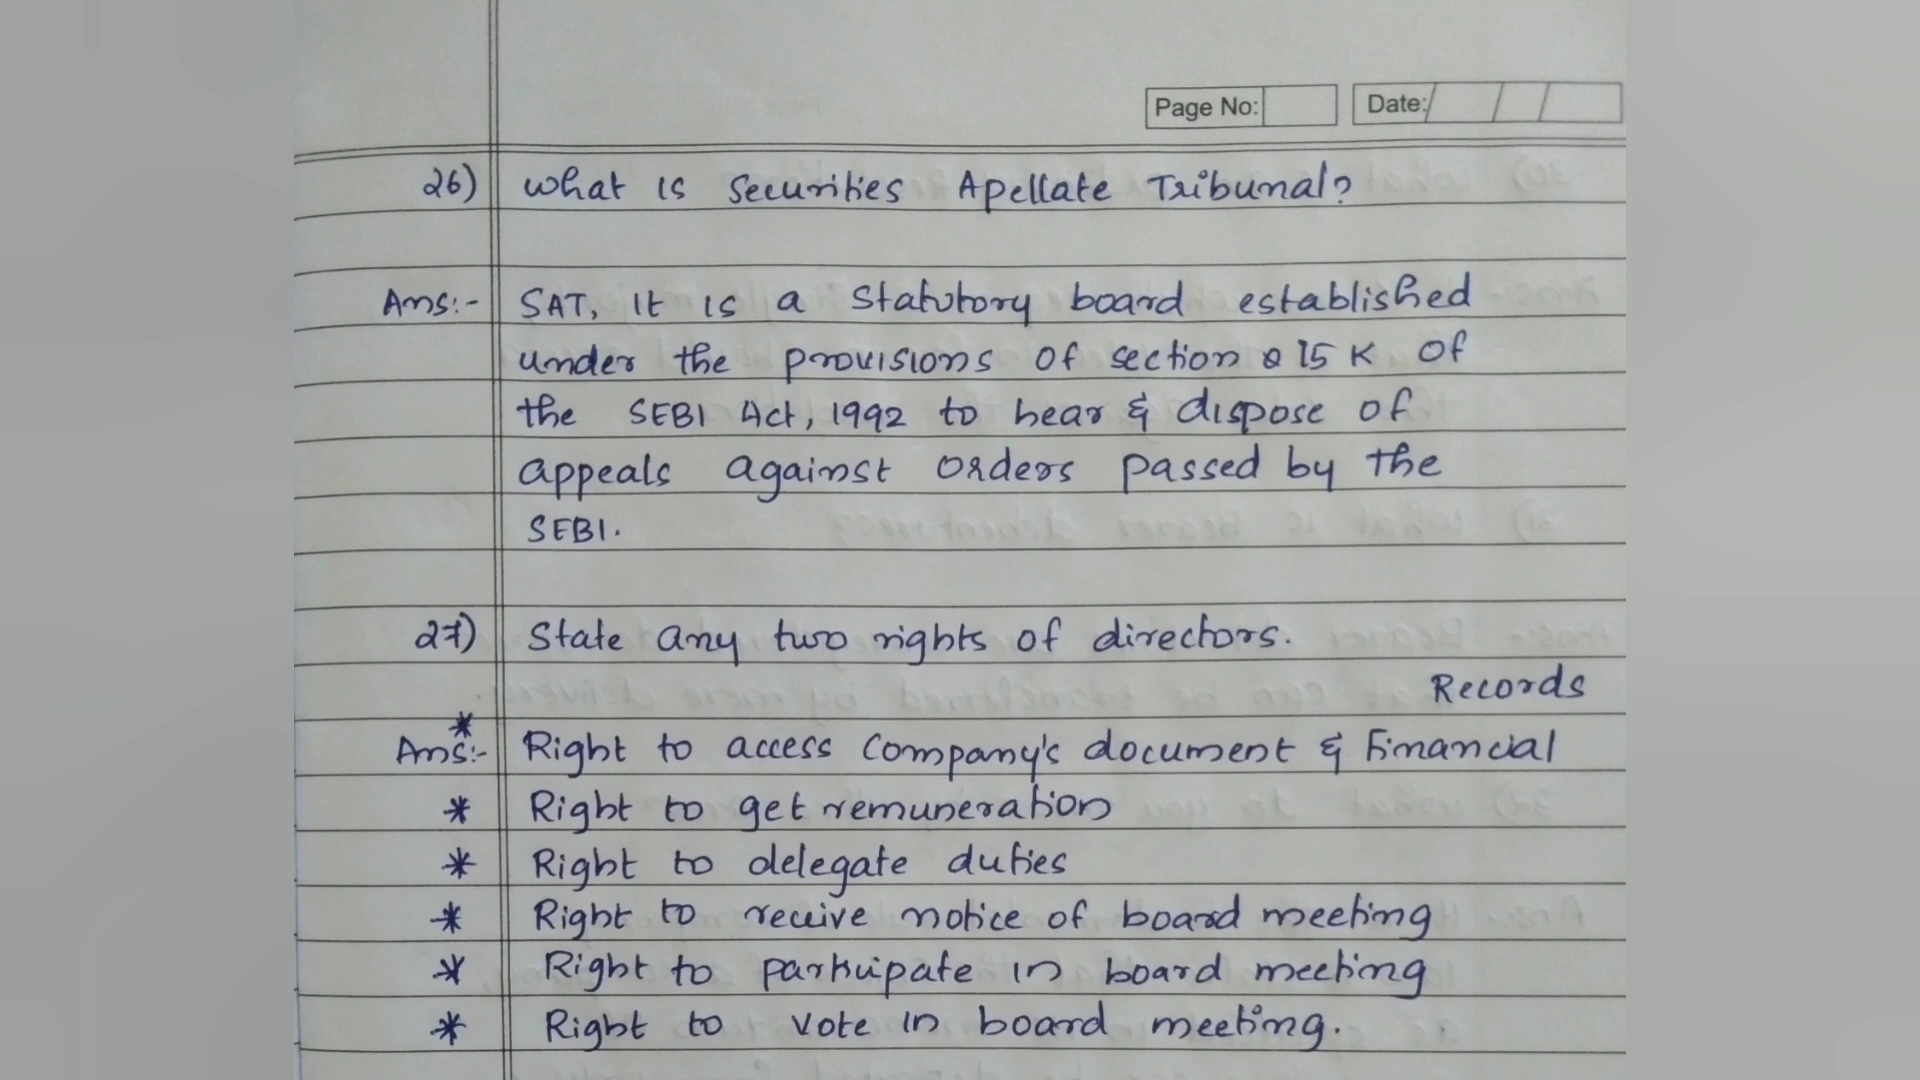 Page No: Date: / / /
26) What is Securities Apellate Tribunal?
Ans:- SAT, It is a Statutory board established
under the provisions of section 15 K of
the SEBI Act, 1992 to hear & dispose of
appeals against orders passed by the
SEBI.
27) State any two rights of directors.
Records
* Ans:- Right to access Company's document & Financial
* Right to get remuneration
* Right to delegate duties
* Right to receive notice of board meeting
* Right to participate in board meeting
* Right to vote in board meeting.